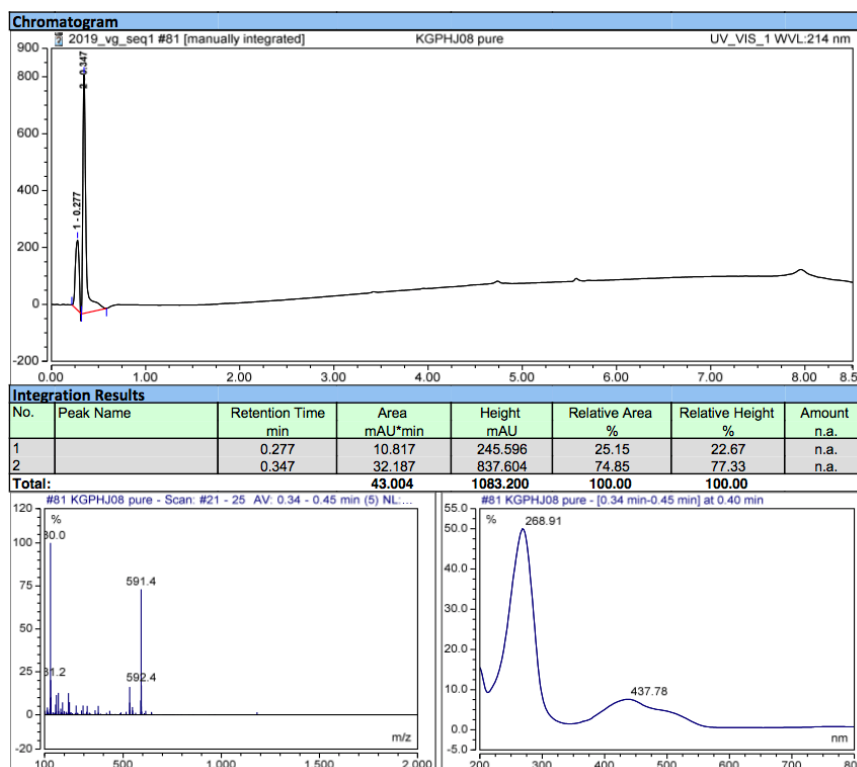 Chromatogram
2019_vg_seq1 #81 [manually integrated] KGPHJ08 pure UV_VIS_1 WVL:214 nm
900
800
600
400
200
0
-200
1 - 0.277
2 - 0.347
0.00 1.00 2.00 3.00 4.00 5.00 6.00 7.00 8.00 8.5
Integration Results
No. Peak Name Retention Time Area Height Relative Area Relative Height Amount
min mAU*min mAU % % n.a.
1 0.277 10.817 245.596 25.15 22.67 n.a.
2 0.347 32.187 837.604 74.85 77.33 n.a.
Total: 43.004 1083.200 100.00 100.00
#81 KGPHJ08 pure - Scan: #21 - 25 AV: 0.34 - 0.45 min (5) NL:...
120
100
75
50
25
0
-20
%
30.0
591.4
31.2
592.4
m/z
100 500 1,000 1,500 2,000
#81 KGPHJ08 pure - [0.34 min-0.45 min] at 0.40 min
55.0
50.0
40.0
30.0
20.0
10.0
-5.0
%
268.91
437.78
nm
200 300 400 500 600 700 800